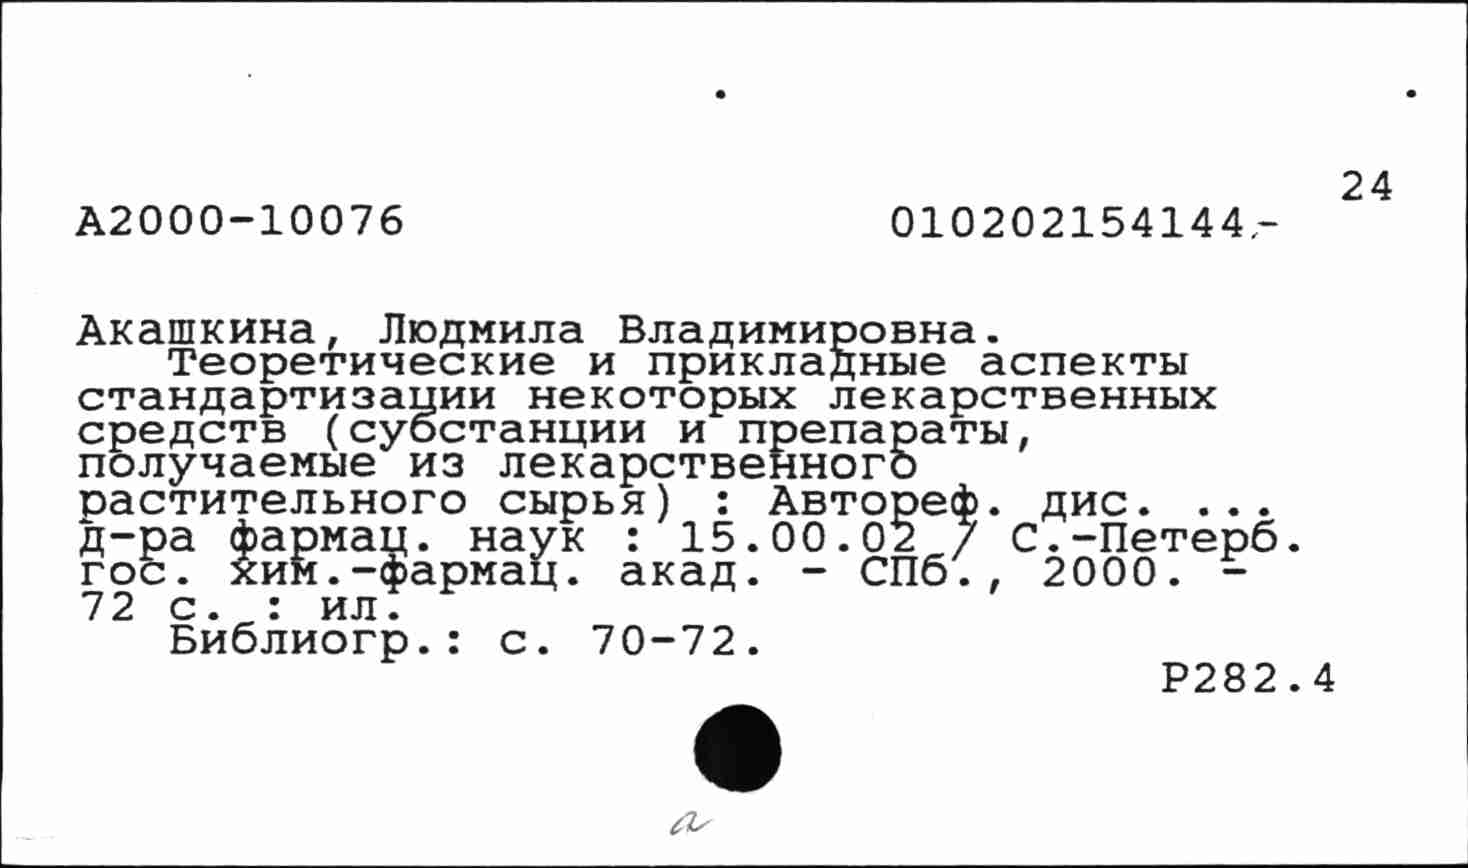 24
А2000-10076 010202154144.-
Акашкина, Людмила Владимировна.
Теоретические и прикладные аспекты
стандартизации некоторых лекарственных
средств (субстанции и препараты,
получаемые из лекарственного
растительного сырья) : Автореф. дис. ...
д-ра фармац. наук : 15.00.02 / С.-Петерб.
гос. хим.-фармац. акад. - СПб., 2000. -
72 с. : ил.
Библиогр.: с. 70-72.
Р282.4
а